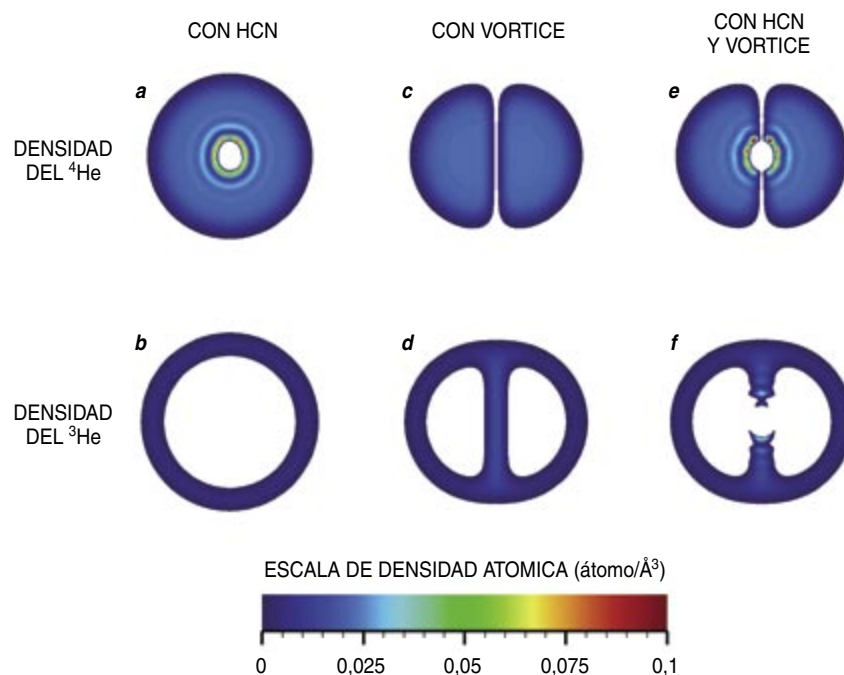 CON HCN
CON VORTICE
CON HCN
Y VORTICE
a
c
e
DENSIDAD
DEL ⁴He
b
d
f
DENSIDAD
DEL ³He
ESCALA DE DENSIDAD ATOMICA (átomo/Å³)
0 0,025 0,05 0,075 0,1